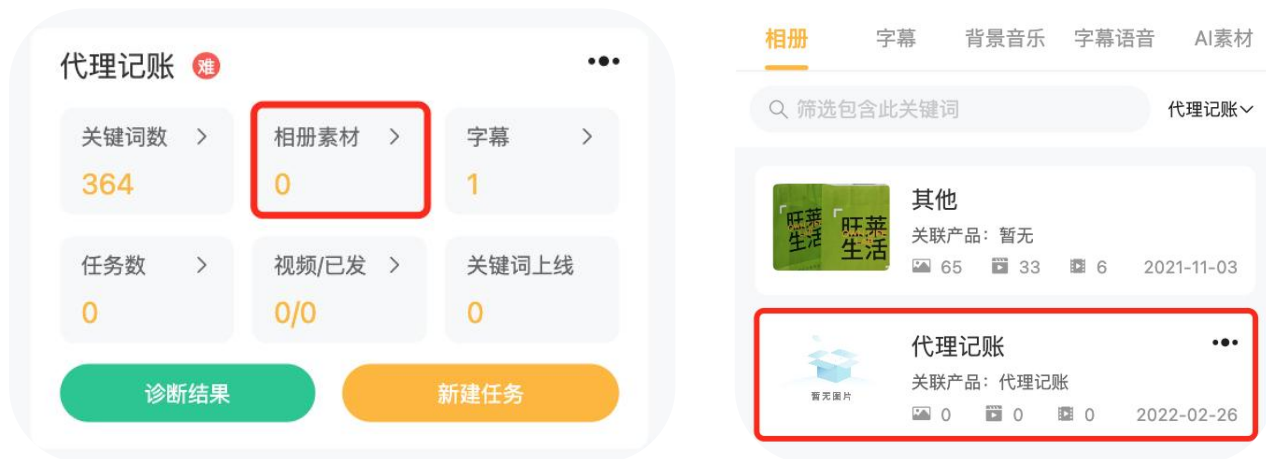 代理记账 难
关键词数
相册素材
字幕
364
0
1
任务数
视频/已发
关键词上线
0
0/0
0
诊断结果
新建任务
相册
字幕
背景音乐
字幕语音
AI素材
筛选包含此关键词
代理记账
旺莱
生活
旺莱
生活
其他
关联产品：暂无
65
33
6
2021-11-03
暂无图片
代理记账
关联产品：代理记账
0
0
0
2022-02-26